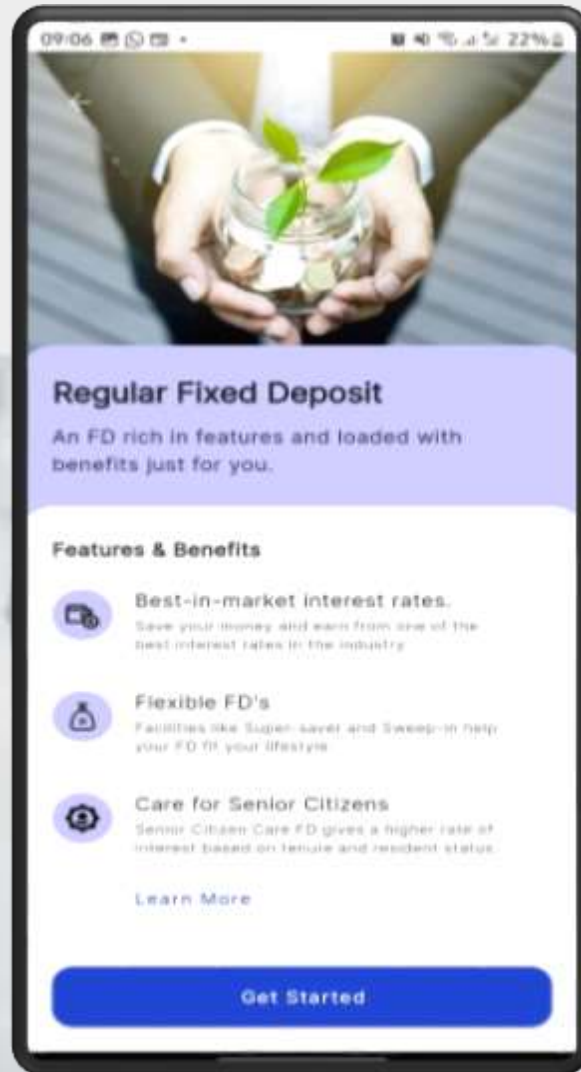 09:06
22%
Regular Fixed Deposit
An FD rich in features and loaded with
benefits just for you.
Features & Benefits
Best-in-market interest rates.
Save your money and earn from one of the
best interest rates in the industry
Flexible FD's
Facilities like Super-saver and Sweep-in help
your FD fit your lifestyle
Care for Senior Citizens
Senior Citizen Care FD gives a higher rate of
interest based on tenure and resident status.
Learn More
Get Started